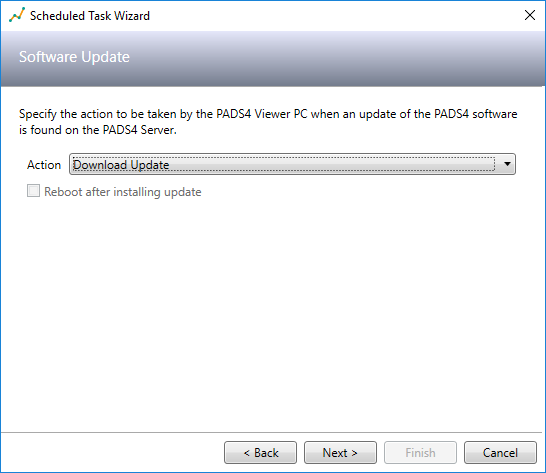 Scheduled Task Wizard
Software Update
Specify the action to be taken by the PADS4 Viewer PC when an update of the PADS4 software
is found on the PADS4 Server.
Action Download Update
Reboot after installing update
< Back Next > Finish Cancel